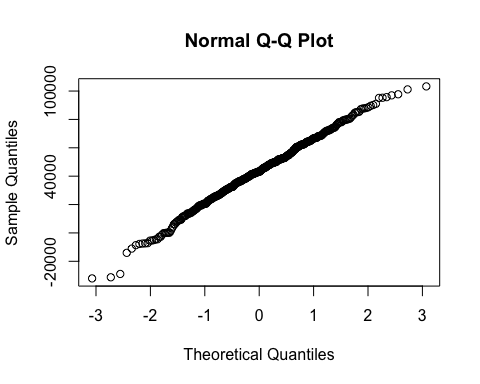 Normal Q-Q Plot
100000
40000
-20000
Sample Quantiles
-3 -2 -1 0 1 2 3
Theoretical Quantiles